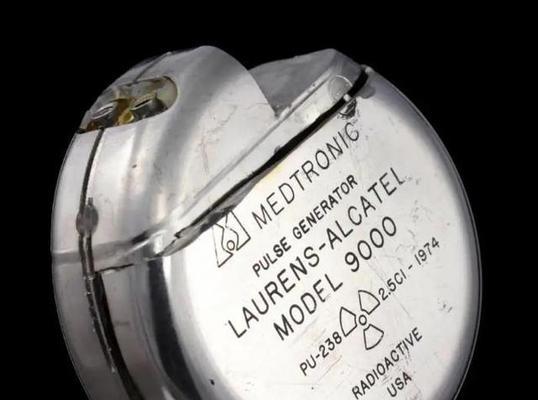 MEDTRONIC
PULSE GENERATOR
LAURENS-ALCATEL
MODEL 9000
PU-238 2.5CI - 1974
RADIOACTIVE
USA